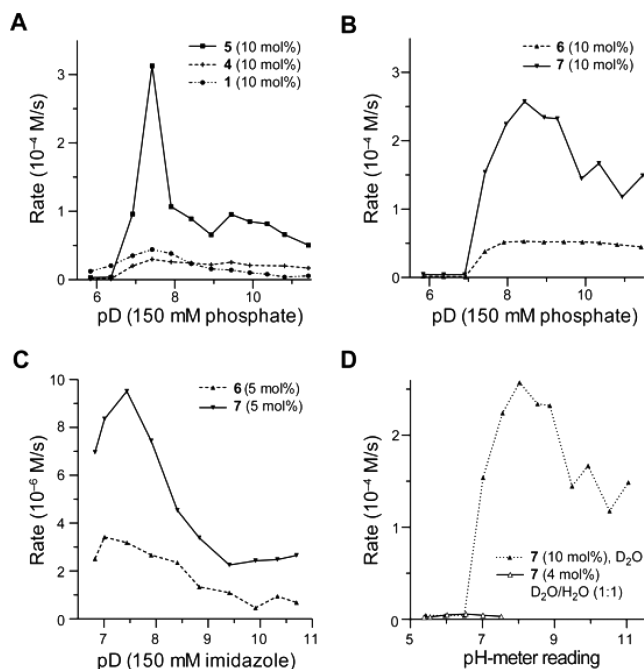 A
5 (10 mol%)
4 (10 mol%)
1 (10 mol%)
Rate (10⁻⁴ M/s)
3
2
1
0
6 8 10
pD (150 mM phosphate)
B
6 (10 mol%)
7 (10 mol%)
Rate (10⁻⁴ M/s)
3
2
1
0
6 8 10
pD (150 mM phosphate)
C
6 (5 mol%)
7 (5 mol%)
Rate (10⁻⁶ M/s)
10
8
6
4
2
0
7 8 9 10 11
pD (150 mM imidazole)
D
7 (10 mol%), D₂O
7 (4 mol%)
D₂O/H₂O (1:1)
Rate (10⁻⁴ M/s)
2
1
0
5 7 9 11
pH-meter reading